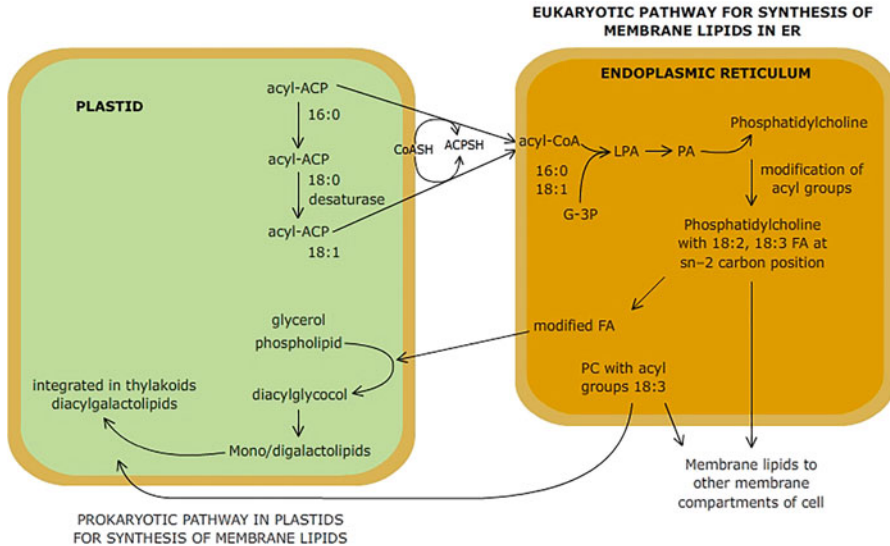 EUKARYOTIC PATHWAY FOR SYNTHESIS OF
MEMBRANE LIPIDS IN ER
PLASTID
acyl-ACP
16:0
acyl-ACP
18:0
desaturase
acyl-ACP
18:1
CoASH
ACPSH
glycerol
phospholipid
diacylglycocol
Mono/digalactolipids
integrated in thylakoids
diacylgalactolipids
ENDOPLASMIC RETICULUM
acyl-CoA
16:0
18:1
G-3P
LPA
PA
Phosphatidylcholine
modification of
acyl groups
Phosphatidylcholine
with 18:2, 18:3 FA at
sn-2 carbon position
modified FA
PC with acyl
groups 18:3
Membrane lipids to
other membrane
compartments of cell
PROKARYOTIC PATHWAY IN PLASTIDS
FOR SYNTHESIS OF MEMBRANE LIPIDS